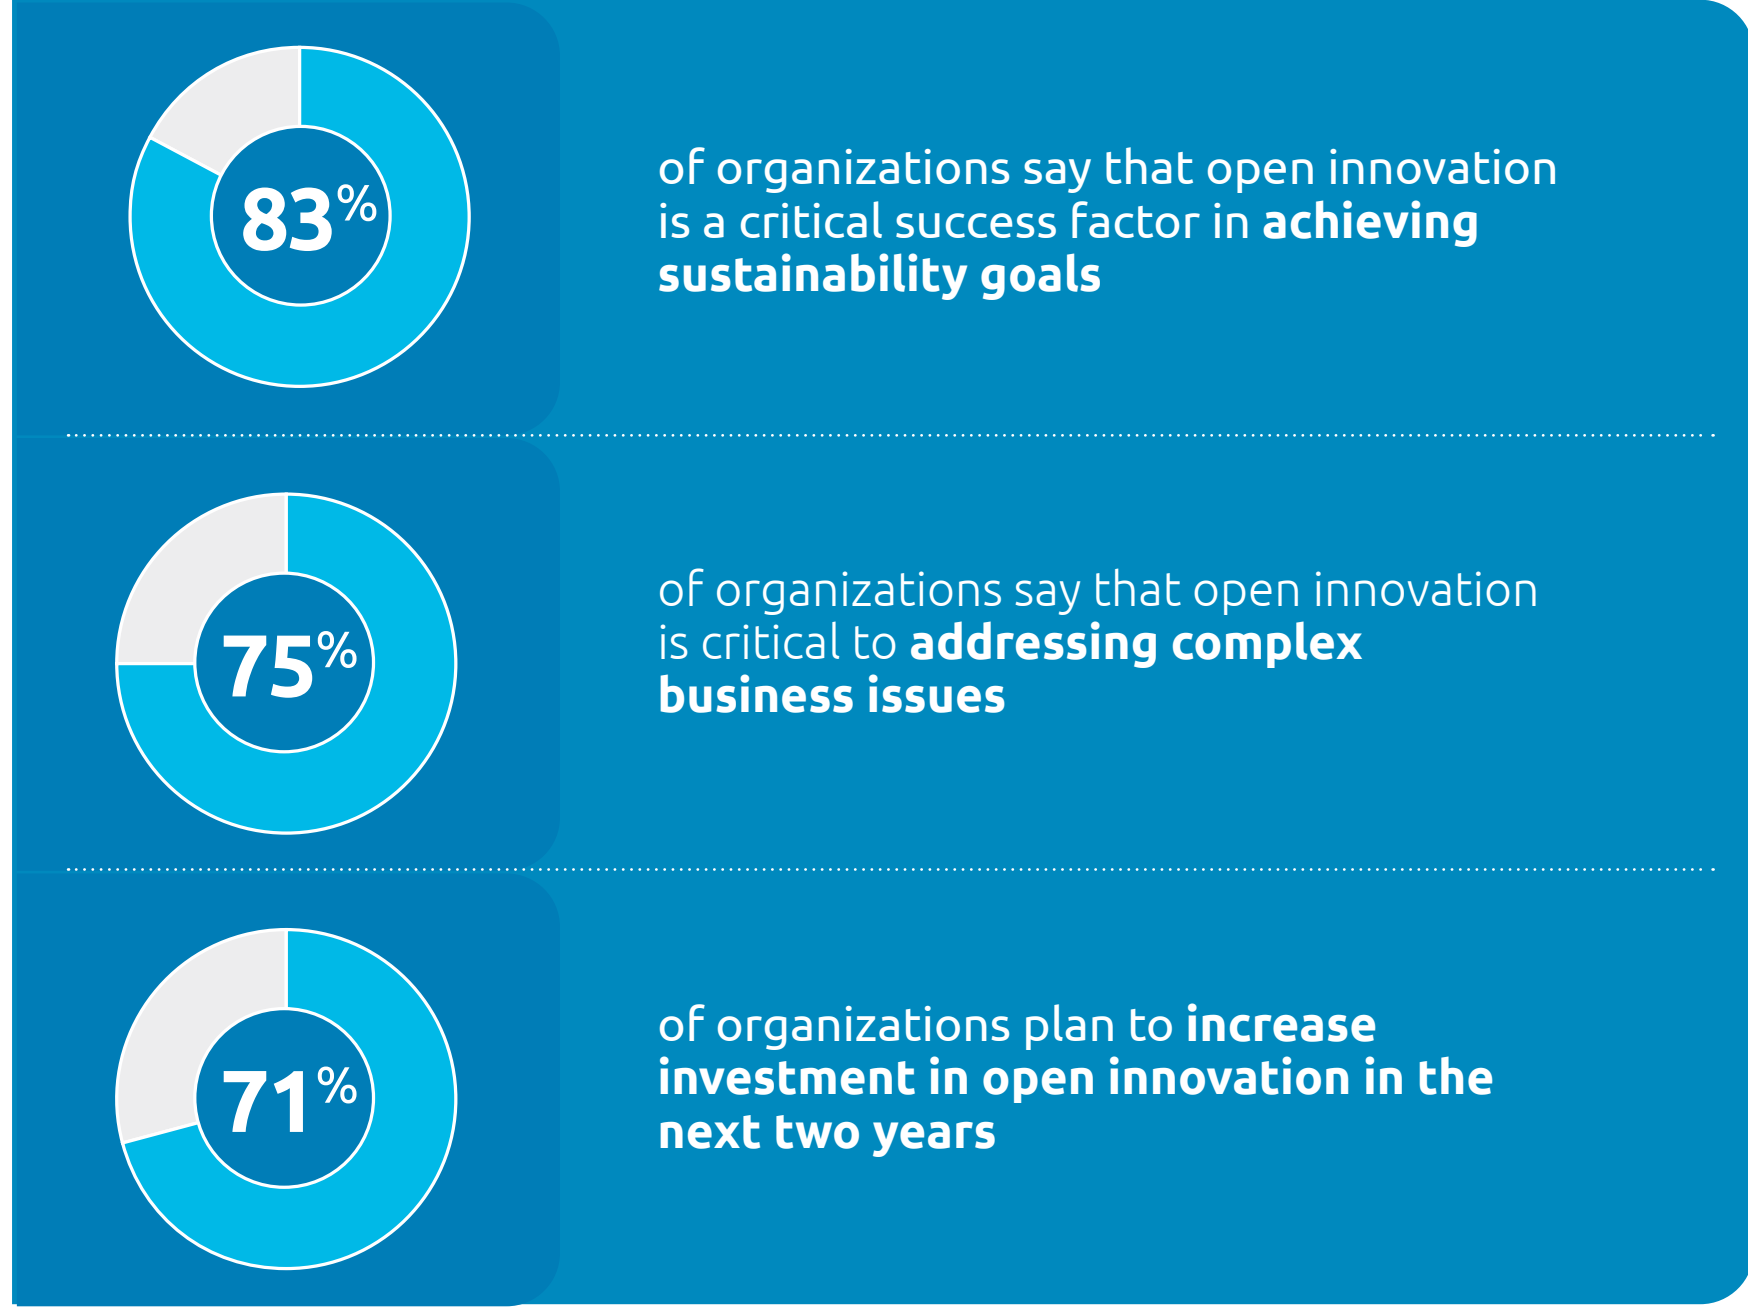 83%
of organizations say that open innovation
is a critical success factor in achieving
sustainability goals
75%
of organizations say that open innovation
is critical to addressing complex
business issues
71%
of organizations plan to increase
investment in open innovation in the
next two years